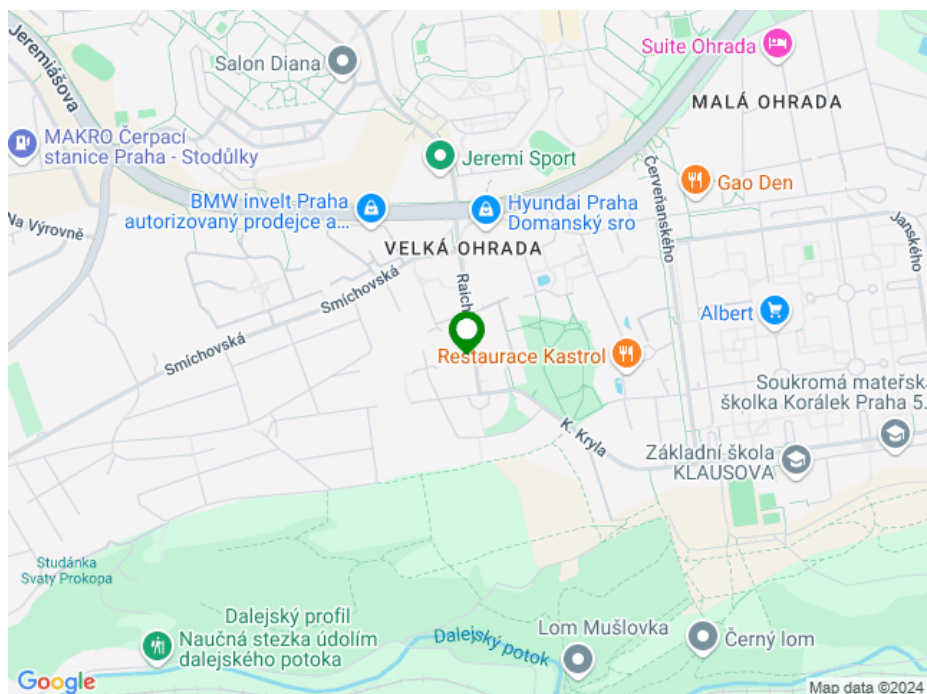 Jeremiášova
Salon Diana
Suite Ohrada
MALÁ OHRADA
MAKRO Čerpací
stanice Praha - Stodůlky
Jeremi Sport
Červeňanského
Gao Den
BMW invelt Praha
autorizovaný prodejce a...
Hyundai Praha
Domanský sro
Na Výrovně
VELKÁ OHRADA
Janského
Smíchovská
Raich
Albert
Smíchovská
Restaurace Kastrol
Soukromá mateřská
školka Korálek Praha 5.
K. Kryla
Základní škola
KLAUSOVA
Studánka
Svaty Prokopa
Dalejský profil
Naučná stezka údolím
dalejského potoka
Dalejský potok
Lom Mušlovka
Černý lom
Google
Map data ©2024